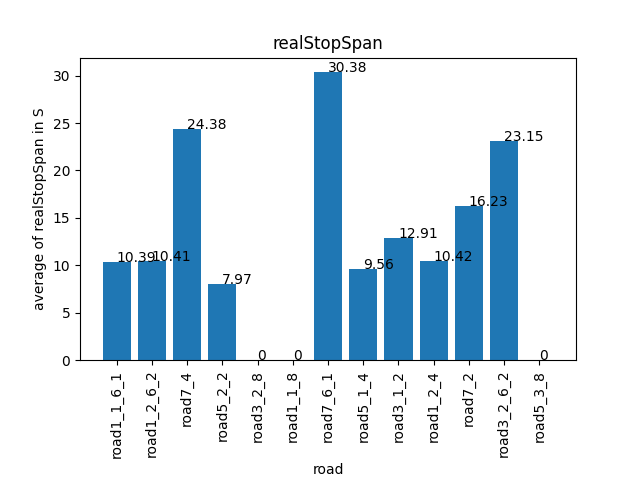 realStopSpan
average of realStopSpan in S
30
25
20
15
10
5
0
10.39
10.41
24.38
7.97
0
0
30.38
9.56
12.91
10.42
16.23
23.15
0
road1_1_6_1
road1_2_6_2
road7_4
road5_2_2
road3_2_8
road1_1_8
road7_6_1
road5_1_4
road3_1_2
road1_2_4
road7_2
road3_2_6_2
road5_3_8
road